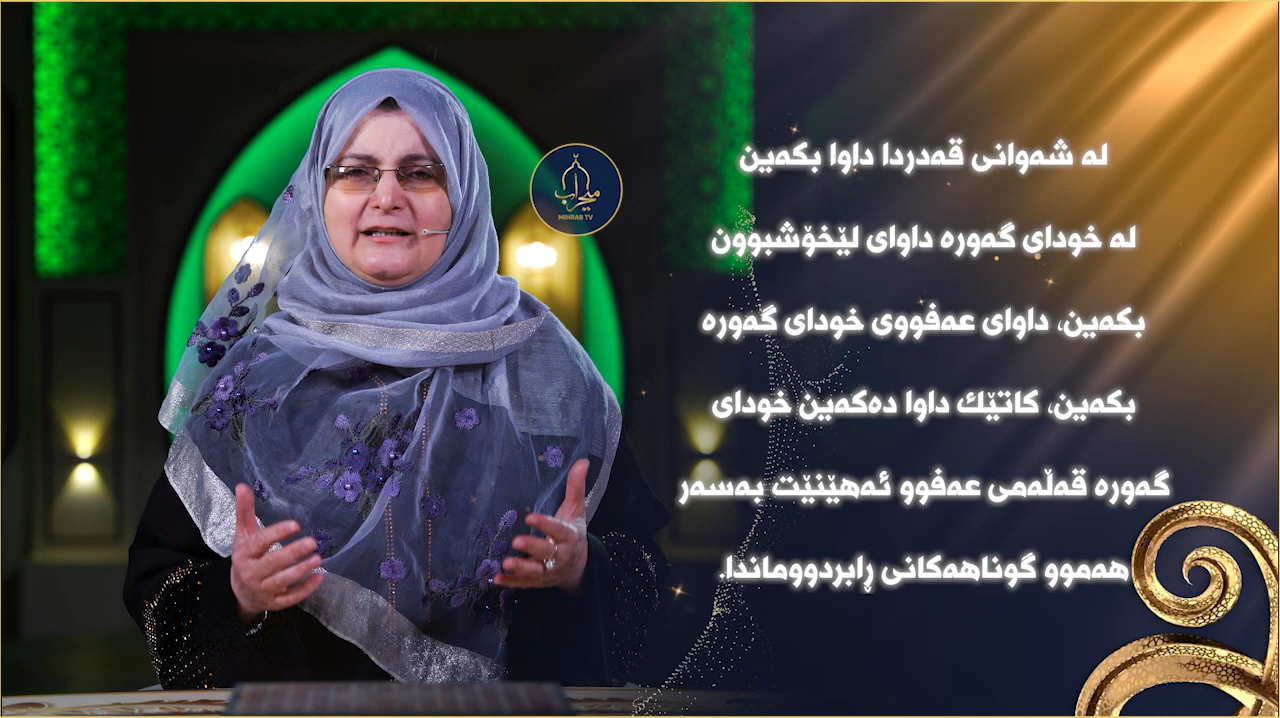 محراب
MIHRAB TV
لە شەوانی قەدردا داوا بکەین
لە خودای گەورە داوای لێخۆشبوون
بکەین، داوای عەفووی خودای گەورە
بکەین، کاتێك داوا دەکەین خودای
گەورە قەڵەمی عەفوو ئەهێنێت بەسەر
هەموو گوناهەکانی ڕابردووماندا.